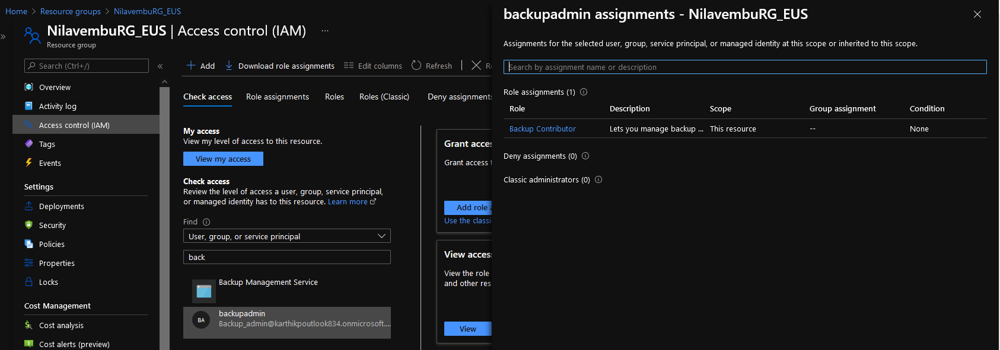 Home > Resource groups > NilavembuRG_EUS
NilavembuRG_EUS | Access control (IAM) ...
Resource group
Search (Ctrl+/)
Overview
Activity log
Access control (IAM)
Tags
Events
Settings
Deployments
Security
Policies
Properties
Locks
Cost Management
Cost analysis
Cost alerts (preview)
Add Download role assignments Edit columns Refresh
Check access Role assignments Roles Roles (Classic) Deny assignments
My access
View my level of access to this resource.
View my access
Check access
Review the level of access a user, group, service principal,
or managed identity has to this resource. Learn more
Find
User, group, or service principal
back
Backup Management Service
BA
backupadmin
Backup_admin@karthikpoutlook834.onmicrosoft....
Grant acces
Grant access
Add role
Use the classi
View acces
View the role
and other res
View
backupadmin assignments - NilavembuRG_EUS
Assignments for the selected user, group, service principal, or managed identity at this scope or inherited to this scope.
Search by assignment name or description
Role assignments (1)
Role Description Scope Group assignment Condition
Backup Contributor Lets you manage backup ... This resource -- None
Deny assignments (0)
Classic administrators (0)